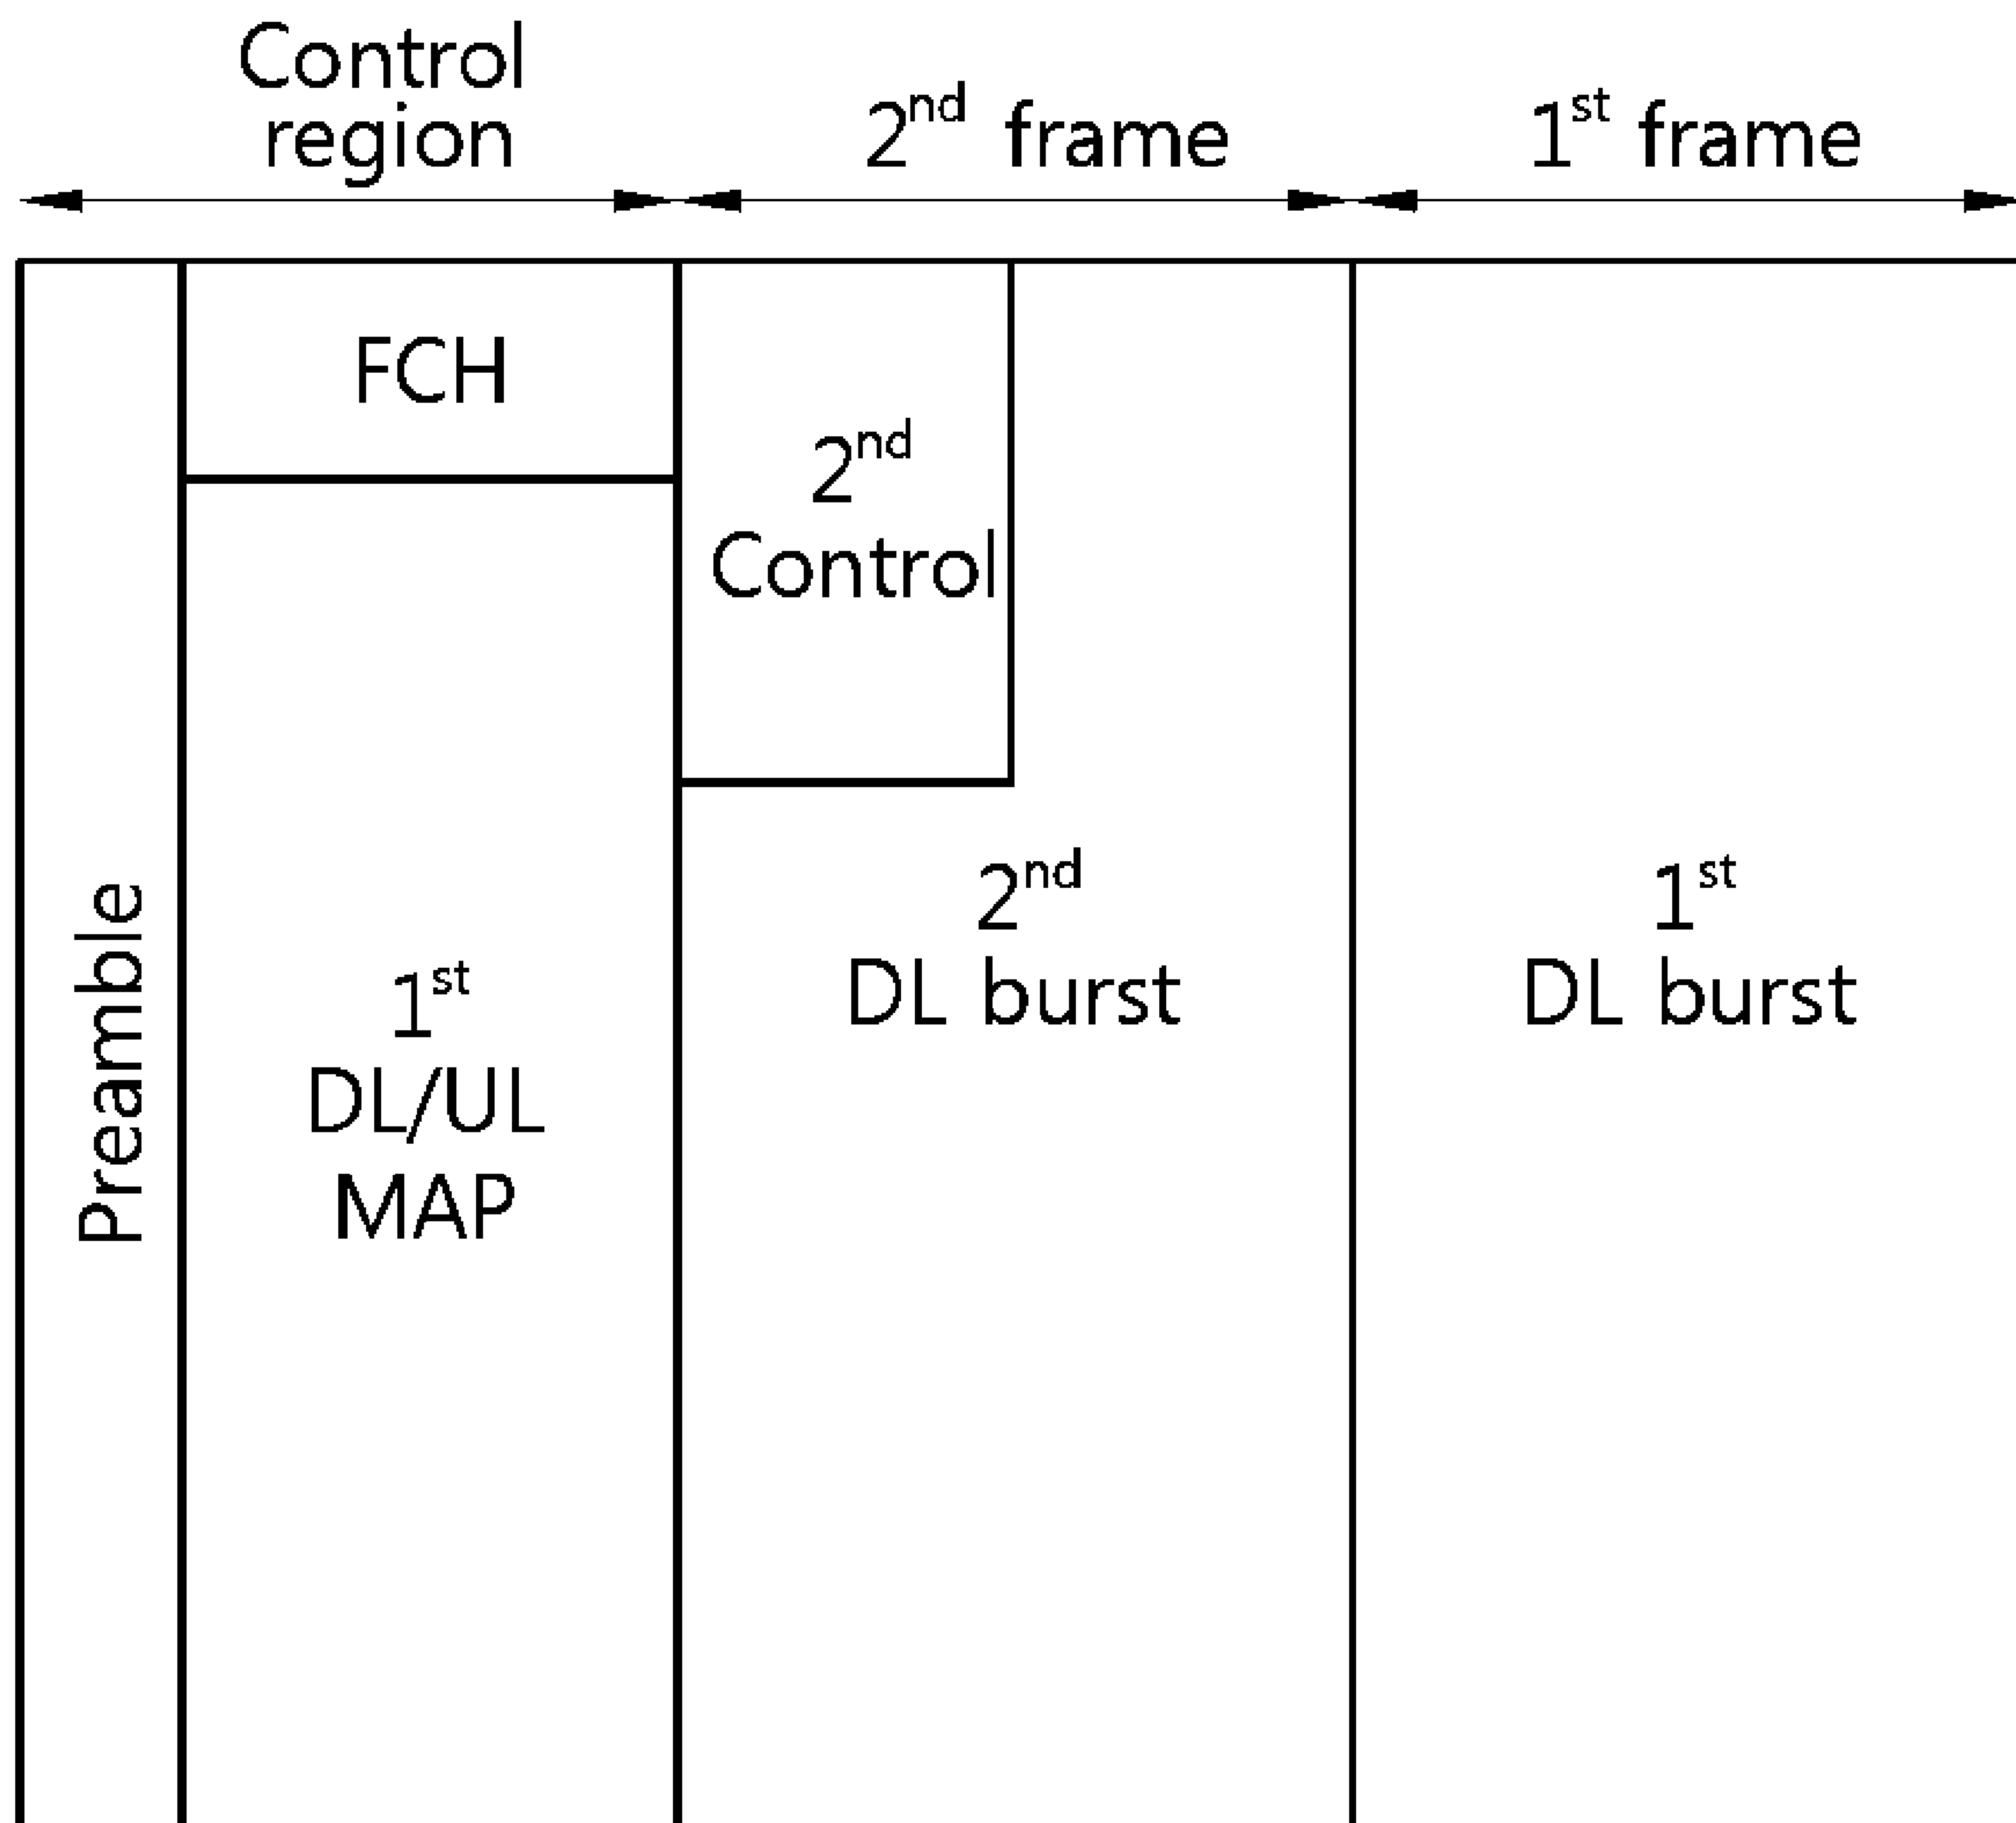 Control
region
2nd frame
1st frame
FCH
2nd
Control
Preamble
1st
DL/UL
MAP
2nd
DL burst
1st
DL burst